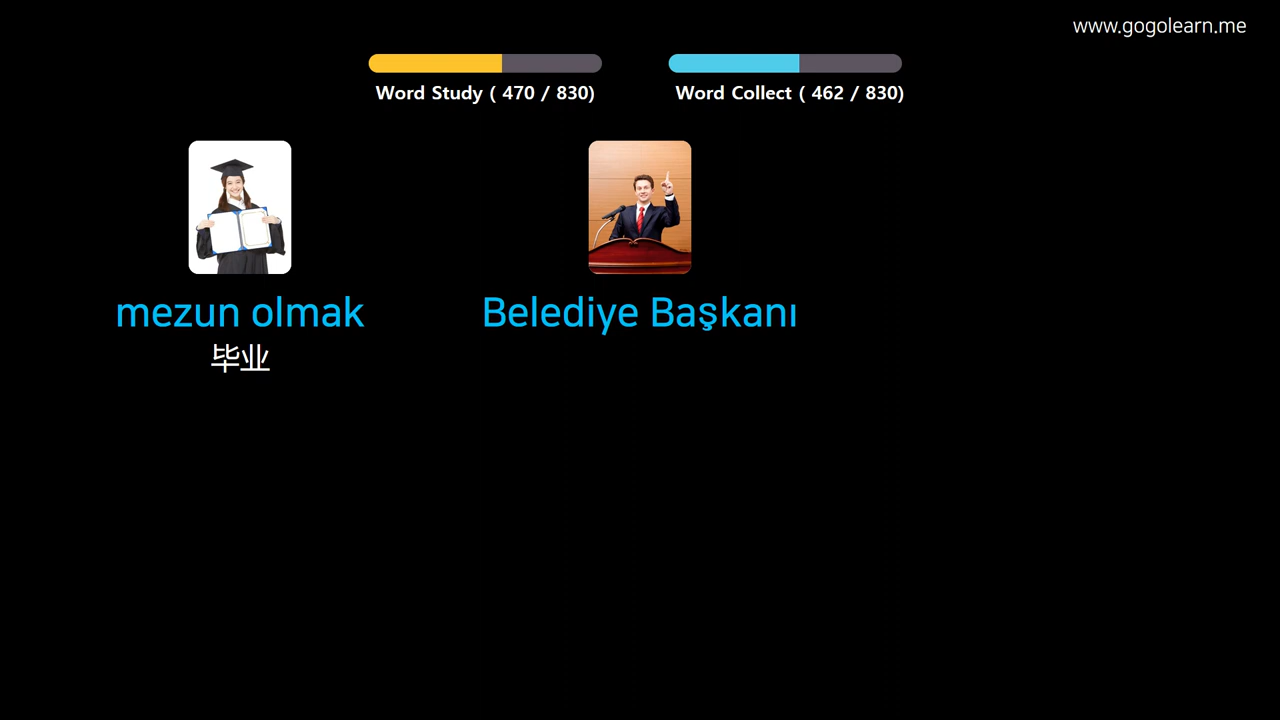 www.gogolearn.me
Word Study ( 470 / 830)
Word Collect ( 462 / 830)
mezun olmak
毕业
Belediye Başkanı